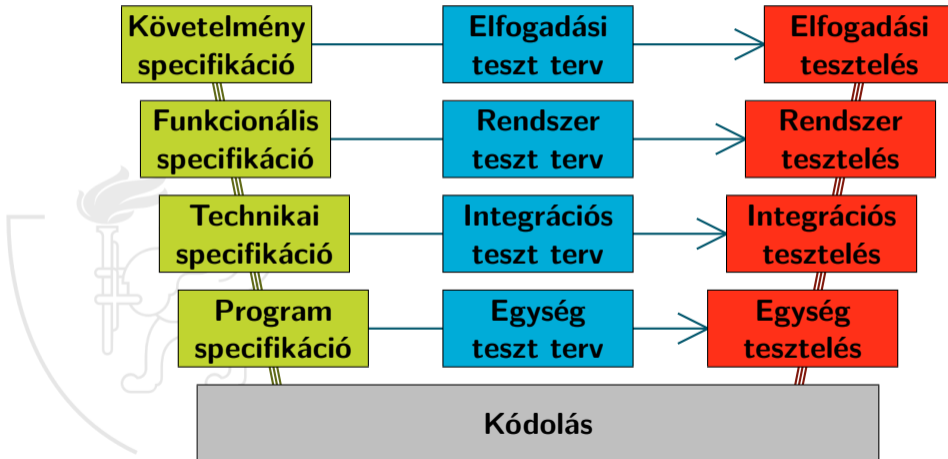 Követelmény
specifikáció
Elfogadási
teszt terv
Elfogadási
tesztelés
Funkcionális
specifikáció
Rendszer
teszt terv
Rendszer
tesztelés
Technikai
specifikáció
Integrációs
teszt terv
Integrációs
tesztelés
Program
specifikáció
Egység
teszt terv
Egység
tesztelés
Kódolás